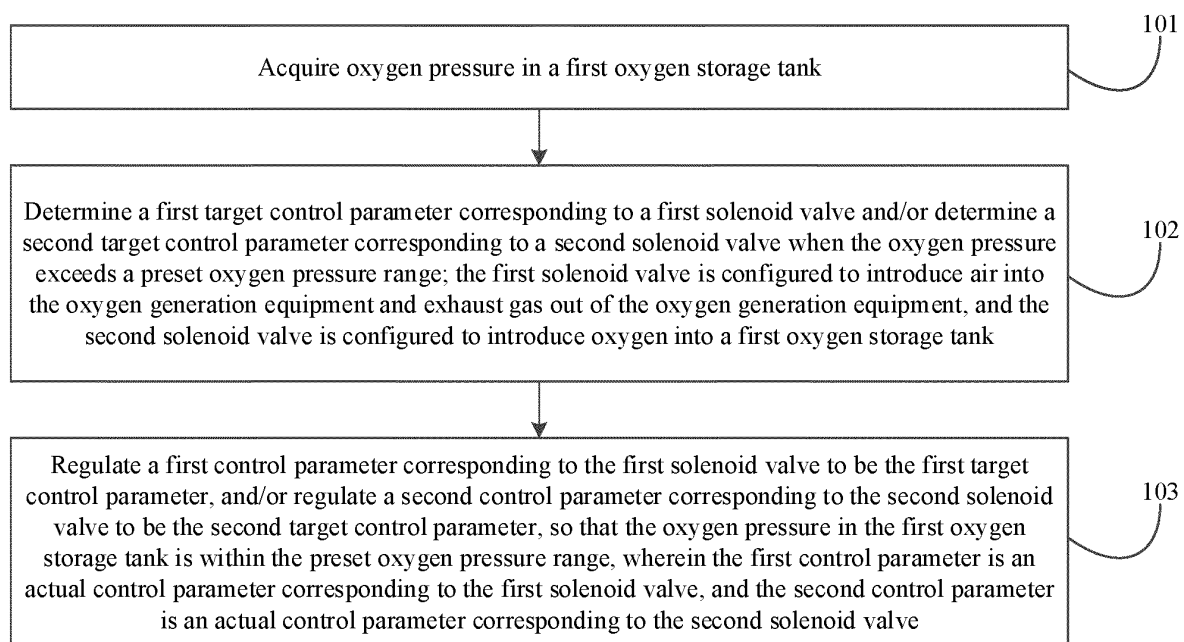 101
Acquire oxygen pressure in a first oxygen storage tank
Determine a first target control parameter corresponding to a first solenoid valve and/or determine a
second target control parameter corresponding to a second solenoid valve when the oxygen pressure
exceeds a preset oxygen pressure range; the first solenoid valve is configured to introduce air into
the oxygen generation equipment and exhaust gas out of the oxygen generation equipment, and the
second solenoid valve is configured to introduce oxygen into a first oxygen storage tank
102
Regulate a first control parameter corresponding to the first solenoid valve to be the first target
control parameter, and/or regulate a second control parameter corresponding to the second solenoid
valve to be the second target control parameter, so that the oxygen pressure in the first oxygen
storage tank is within the preset oxygen pressure range, wherein the first control parameter is an
actual control parameter corresponding to the first solenoid valve, and the second control parameter
is an actual control parameter corresponding to the second solenoid valve
103